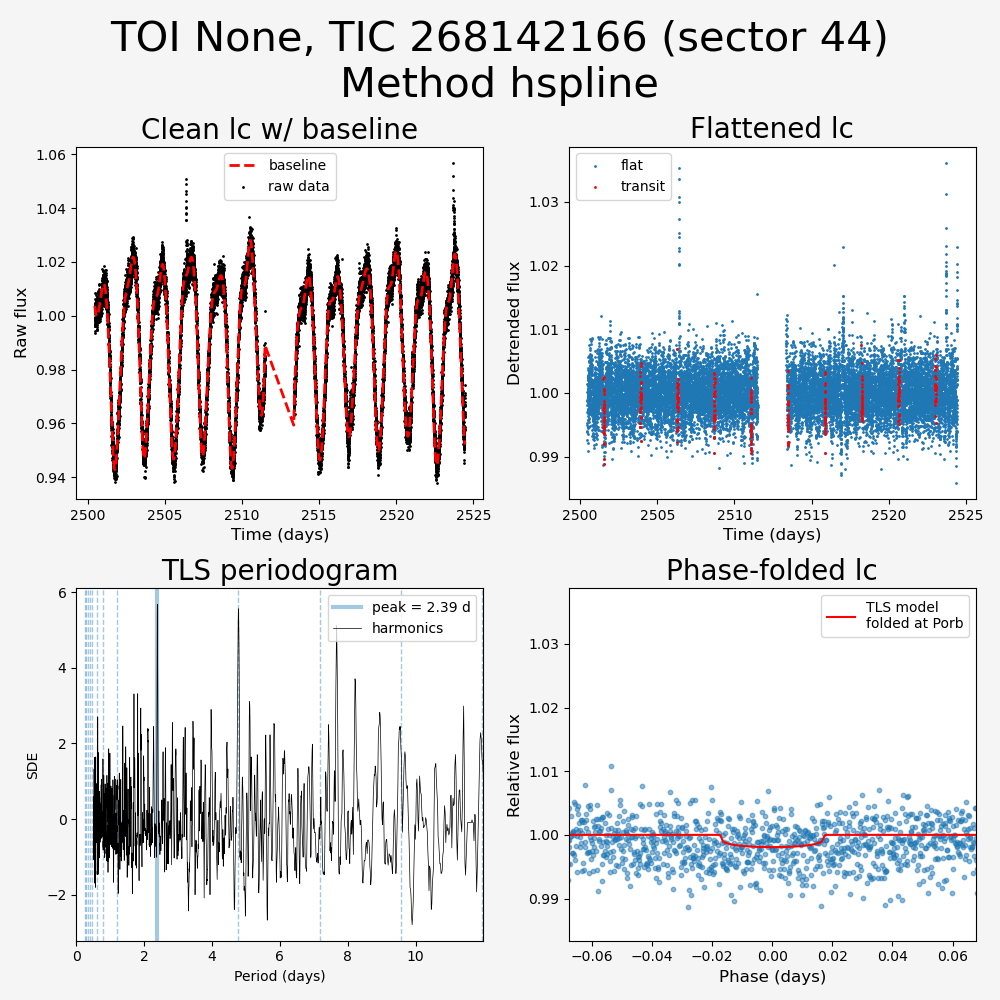 TOI None, TIC 268142166 (sector 44)
Method hspline
Clean lc w/ baseline
baseline
raw data
1.06
1.04
1.02
1.00
0.98
0.96
0.94
Raw flux
2500
2505
2510
2515
2520
2525
Time (days)
Flattened lc
flat
transit
1.03
1.02
1.01
1.00
0.99
Detrended flux
2500
2505
2510
2515
2520
2525
Time (days)
TLS periodogram
peak = 2.39 d
harmonics
6
4
2
0
−2
SDE
0
2
4
6
8
10
Period (days)
Phase-folded lc
TLS model
folded at Porb
1.03
1.02
1.01
1.00
0.99
Relative flux
−0.06
−0.04
−0.02
0.00
0.02
0.04
0.06
Phase (days)